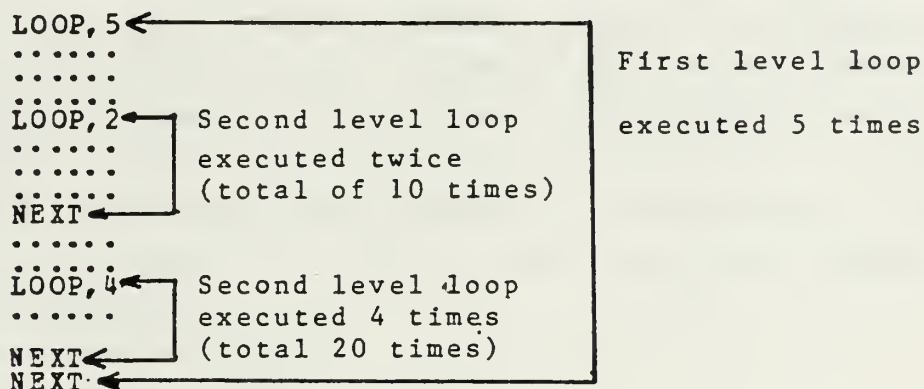 LOOP,5
......
......
First level loop
LOOP,2 Second level loop
executed 5 times
...... executed twice
...... (total of 10 times)
NEXT
......
......
LOOP,4 Second level loop
...... executed 4 times
(total 20 times)
NEXT
NEXT